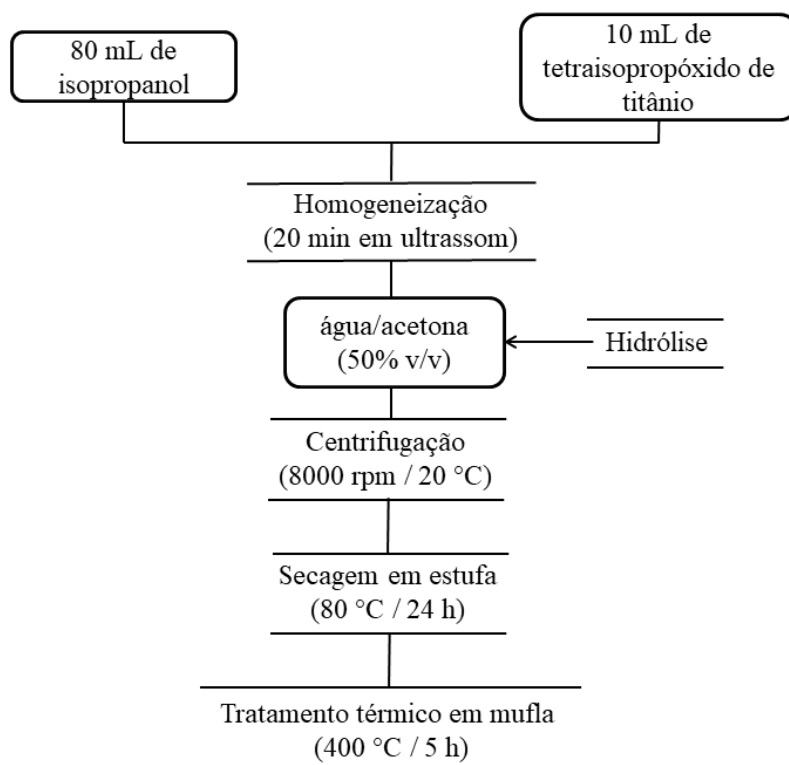 80 mL de
isopropanol
10 mL de
tetraisopropóxido de
titânio
Homogeneização
(20 min em ultrassom)
água/acetona
(50% v/v)
Hidrólise
Centrifugação
(8000 rpm / 20 °C)
Secagem em estufa
(80 °C / 24 h)
Tratamento térmico em mufla
(400 °C / 5 h)